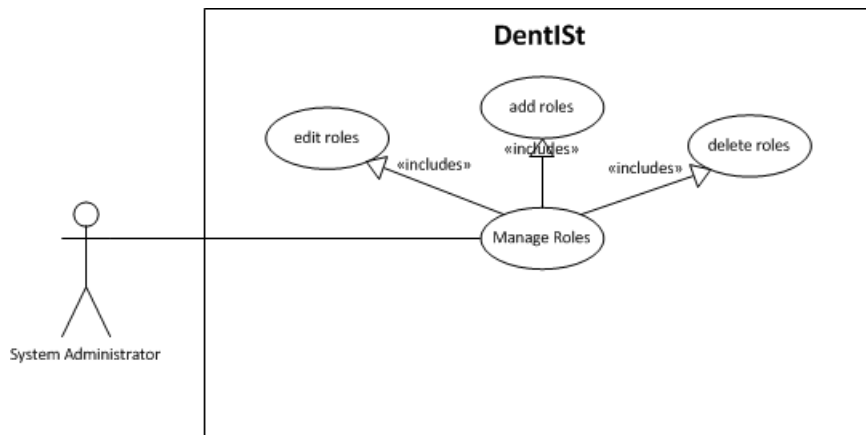 DentISt
add roles
edit roles
delete roles
«includes»
«includes»
«includes»
Manage Roles
System Administrator